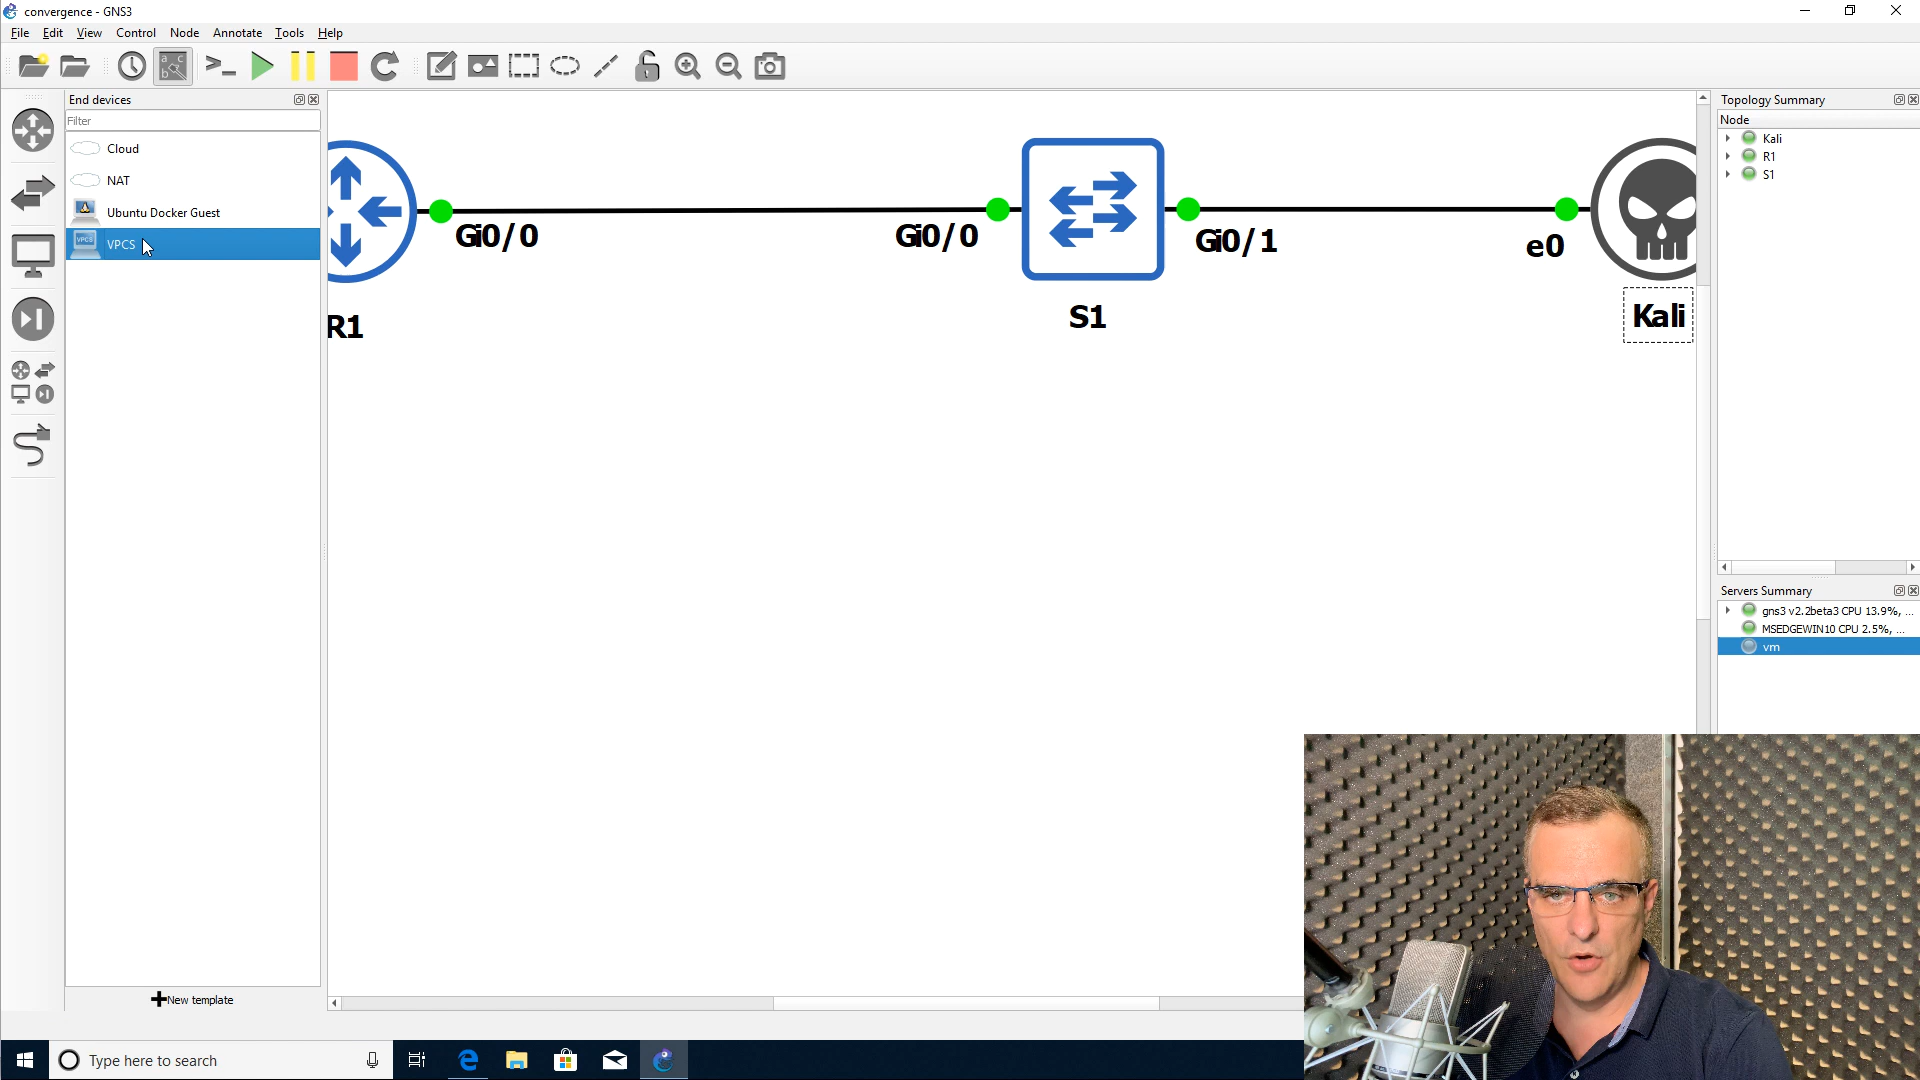 convergence - GNS3
File Edit View Control Node Annotate Tools Help
End devices
Filter
Cloud
NAT
Ubuntu Docker Guest
VPCS
New template
Gi0/0
Gi0/0
Gi0/1
e0
R1
S1
Kali
Topology Summary
Node
Kali
R1
S1
Servers Summary
gns3 v2.2beta3 CPU 13.9%, ...
MSEDGEWIN10 CPU 2.5%, ...
vm
Type here to search